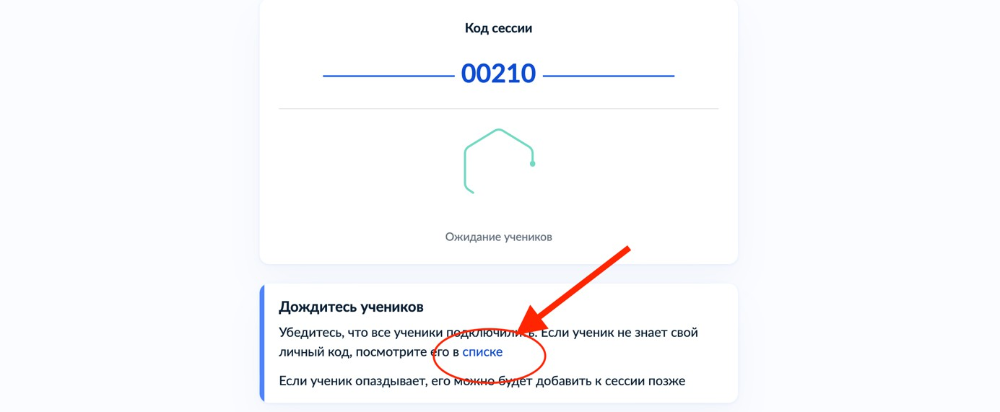 Код сессии
00210
Ожидание учеников
Дождитесь учеников
Убедитесь, что все ученики подключились. Если ученик не знает свой
личный код, посмотрите его в списке
Если ученик опаздывает, его можно будет добавить к сессии позже